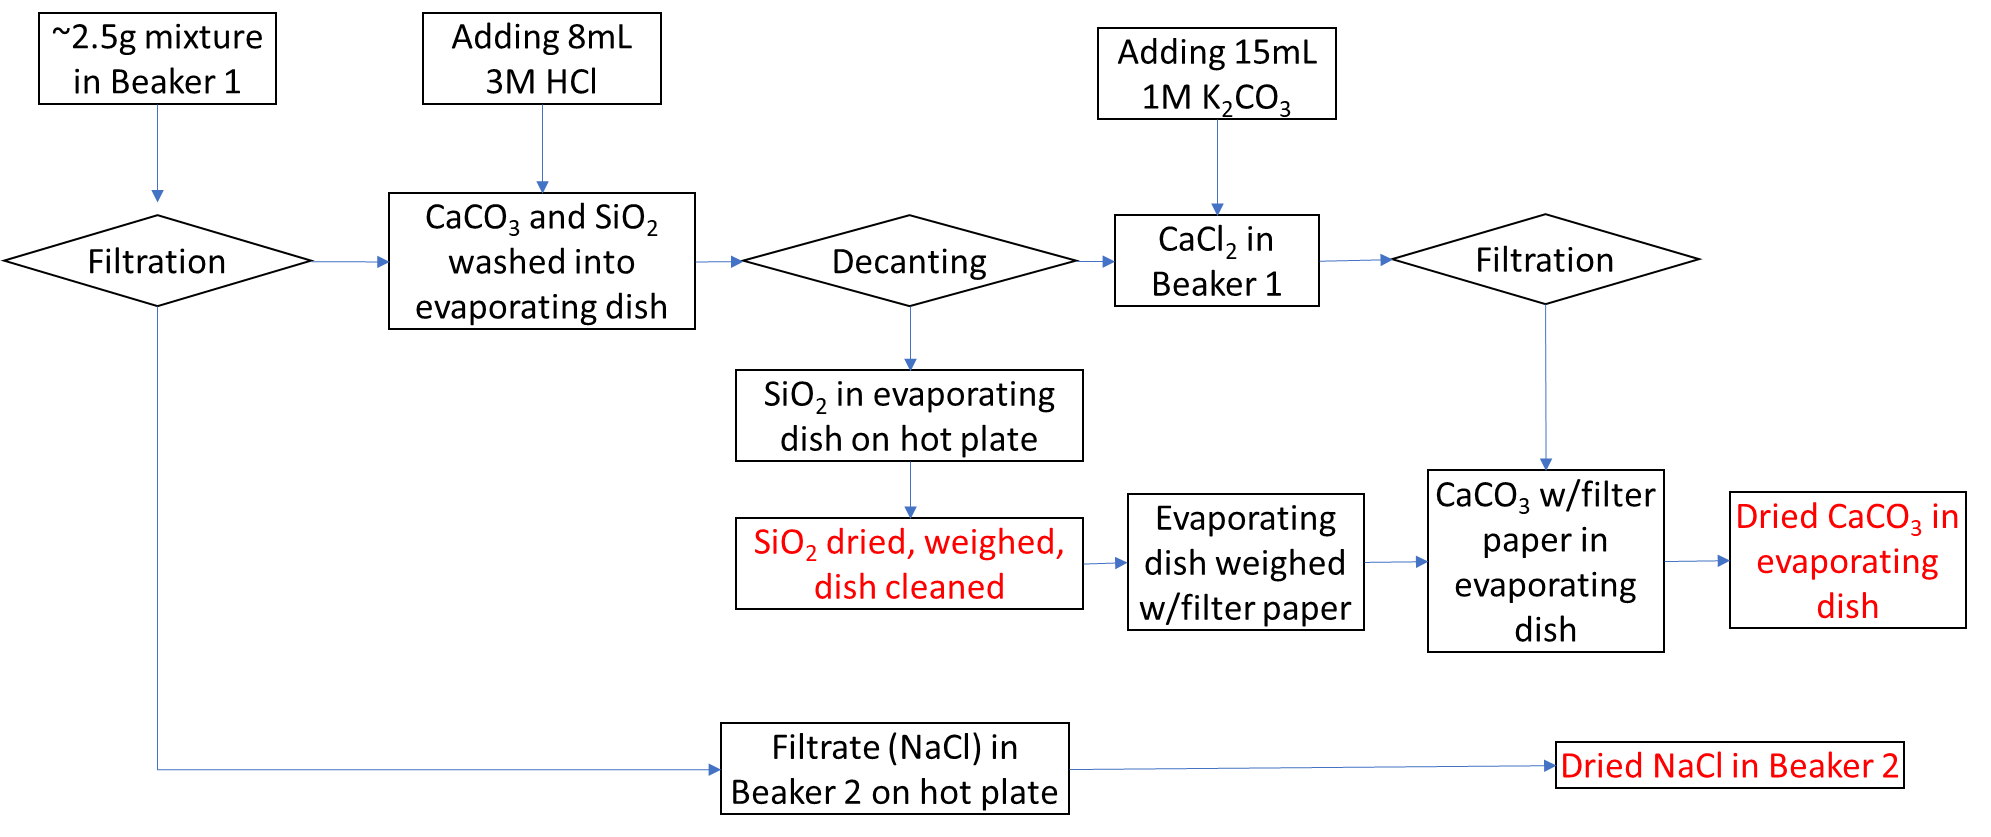 ~2.5g mixture
in Beaker 1
Adding 8mL
3M HCl
Adding 15mL
1M K₂CO₃
Filtration
CaCO₃ and SiO₂
washed into
evaporating dish
Decanting
CaCl₂ in
Beaker 1
Filtration
SiO₂ in evaporating
dish on hot plate
SiO₂ dried, weighed,
dish cleaned
Evaporating
dish weighed
w/filter paper
CaCO₃ w/filter
paper in
evaporating
dish
Dried CaCO₃ in
evaporating
dish
Filtrate (NaCl) in
Beaker 2 on hot plate
Dried NaCl in Beaker 2